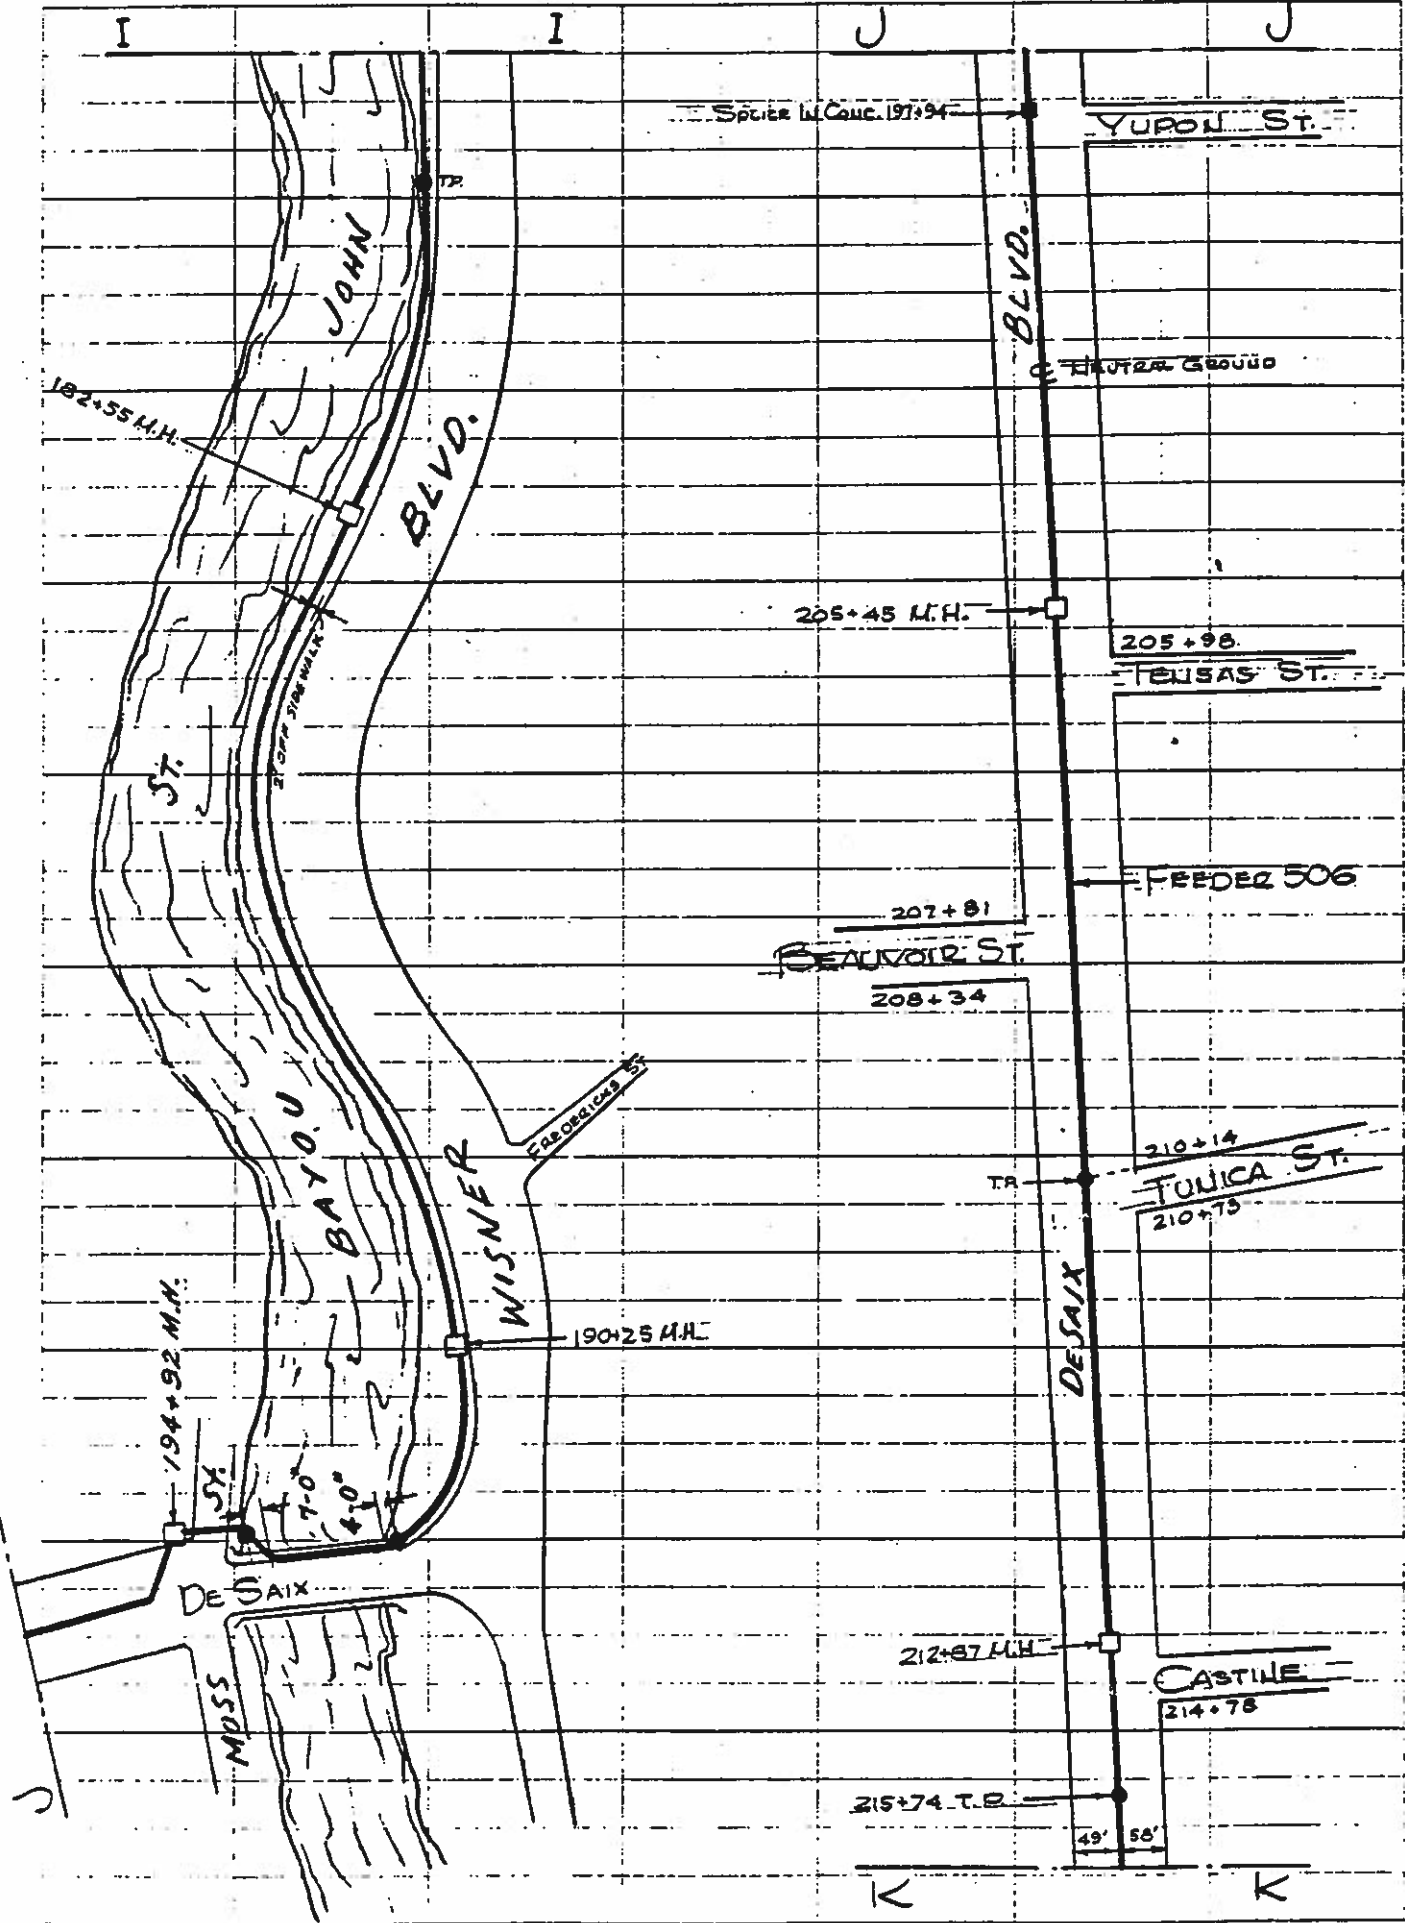 I
I
J
J
SPLICE IN CONC. 197+94
YUPON ST.
T.P.
JOHN
BLVD.
℄ NEUTRAL GROUND
182+55 M.H.
BLVD.
205+45 M.H.
205+98
TENSAS ST.
2' OFF SIDEWALK
ST.
FEEDER 506
207+81
BEAUVOIR ST.
208+34
FREDERICKS ST.
BAYOU
WISNER
210+14
T.P.
TUNICA ST.
210+73
DESAIX
190+25 M.H.
194+92 M.H.
ST.
7-0"
4-0"
DE SAIX
212+87 M.H.
CASTINE
214+78
MOSS
J
215+74 T.P.
49' 58'
K
K